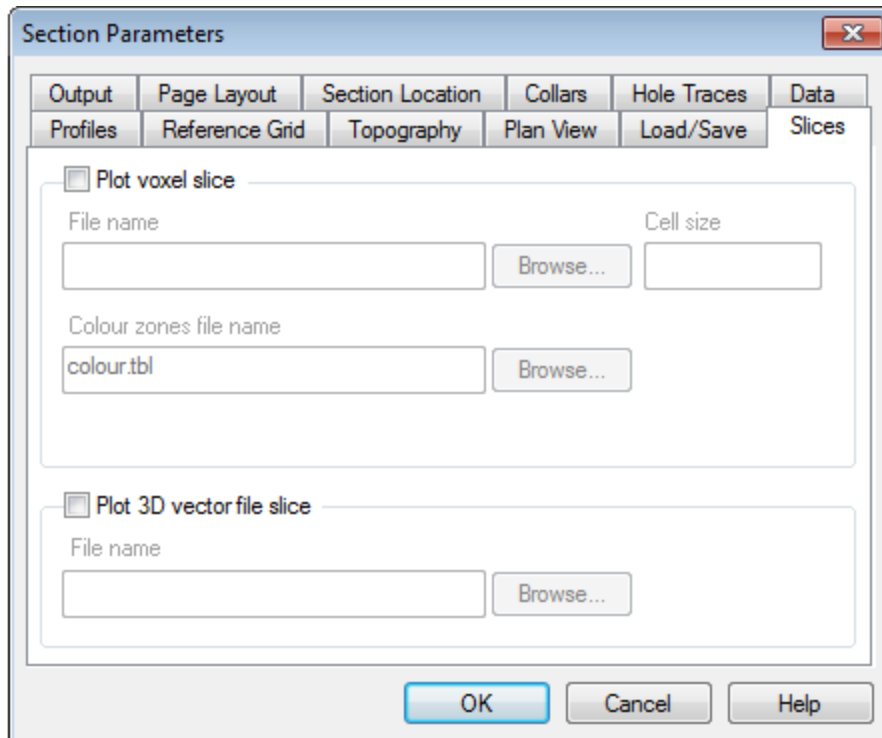 Section Parameters
Output Page Layout Section Location Collars Hole Traces Data
Profiles Reference Grid Topography Plan View Load/Save Slices
Plot voxel slice
File name Cell size
Browse...
Colour zones file name
colour.tbl Browse...
Plot 3D vector file slice
File name
Browse...
OK Cancel Help